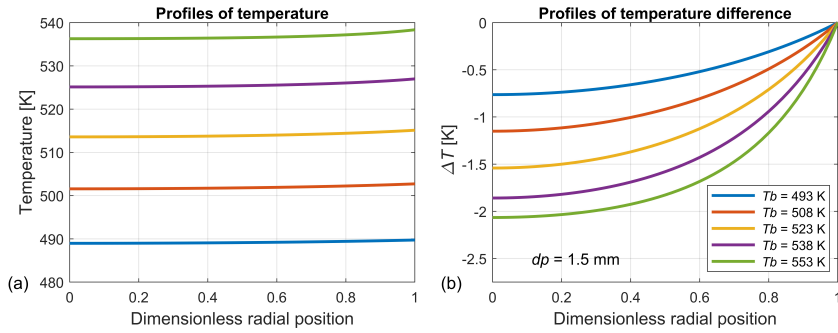 Profiles of temperature
540
530
520
510
500
490
480
Temperature [K]
0
0.2
0.4
0.6
0.8
1
Dimensionless radial position
(a)
Profiles of temperature difference
0
-0.5
-1
-1.5
-2
-2.5
ΔT [K]
Tb = 493 K
Tb = 508 K
Tb = 523 K
Tb = 538 K
Tb = 553 K
dp = 1.5 mm
0
0.2
0.4
0.6
0.8
1
Dimensionless radial position
(b)